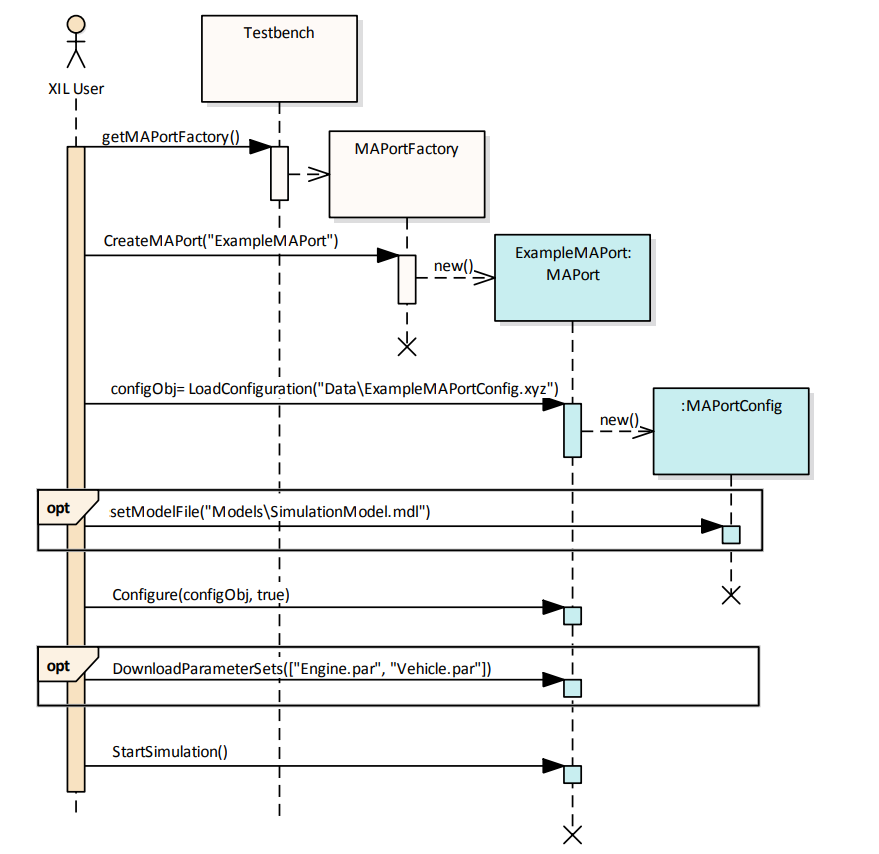 Testbench
XIL User
getMAPortFactory()
MAPortFactory
CreateMAPort("ExampleMAPort")
new()
ExampleMAPort:
MAPort
configObj= LoadConfiguration("Data\ExampleMAPortConfig.xyz")
new()
:MAPortConfig
opt
setModelFile("Models\SimulationModel.mdl")
Configure(configObj, true)
opt
DownloadParameterSets(["Engine.par", "Vehicle.par"])
StartSimulation()